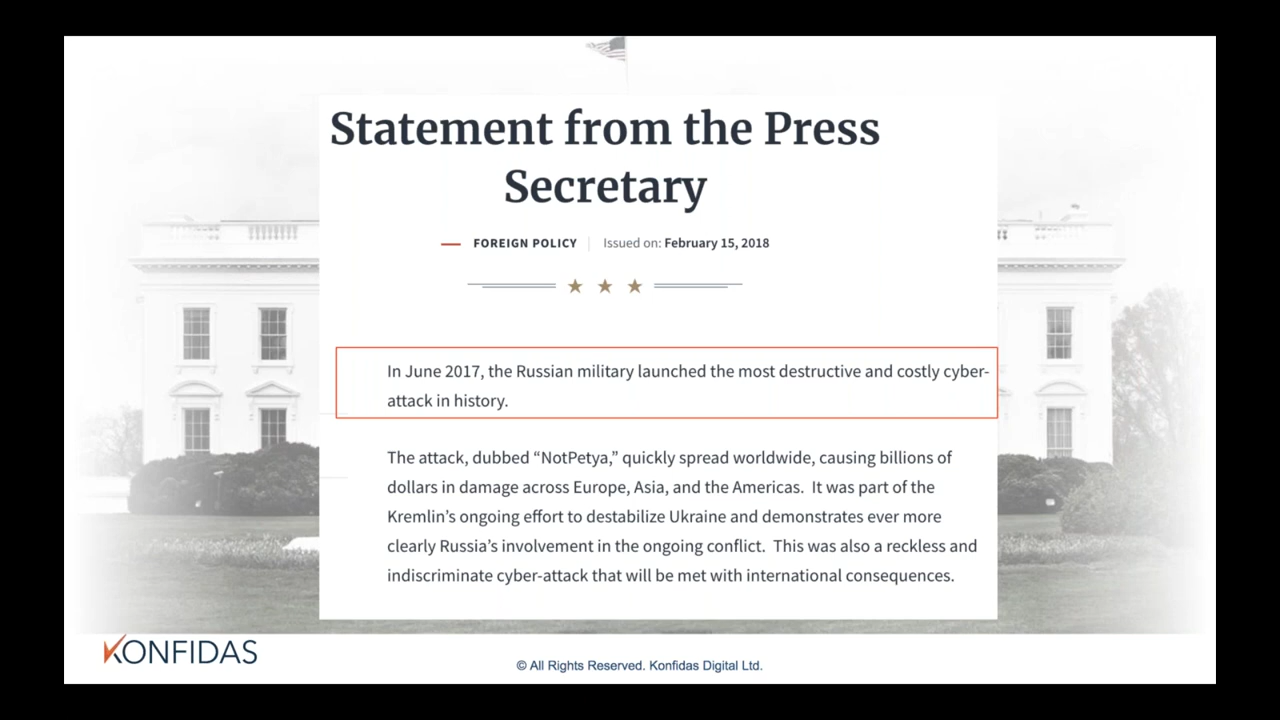 Statement from the Press
Secretary
FOREIGN POLICY Issued on: February 15, 2018
In June 2017, the Russian military launched the most destructive and costly cyber-
attack in history.
The attack, dubbed “NotPetya,” quickly spread worldwide, causing billions of
dollars in damage across Europe, Asia, and the Americas.  It was part of the
Kremlin’s ongoing effort to destabilize Ukraine and demonstrates ever more
clearly Russia’s involvement in the ongoing conflict.  This was also a reckless and
indiscriminate cyber-attack that will be met with international consequences.
KONFIDAS
© All Rights Reserved. Konfidas Digital Ltd.